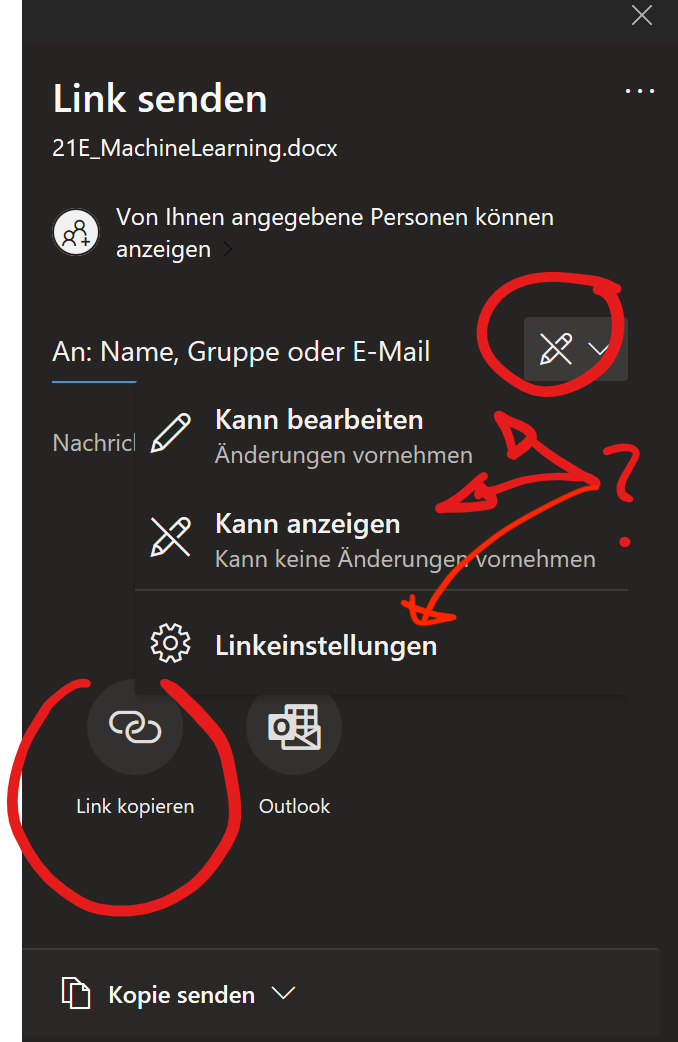 Link senden
21E_MachineLearning.docx
Von Ihnen angegebene Personen können
anzeigen
An: Name, Gruppe oder E-Mail
Kann bearbeiten
Änderungen vornehmen
Nachric
Kann anzeigen
Kann keine Änderungen vornehmen
?
Linkeinstellungen
Link kopieren
Outlook
Kopie senden